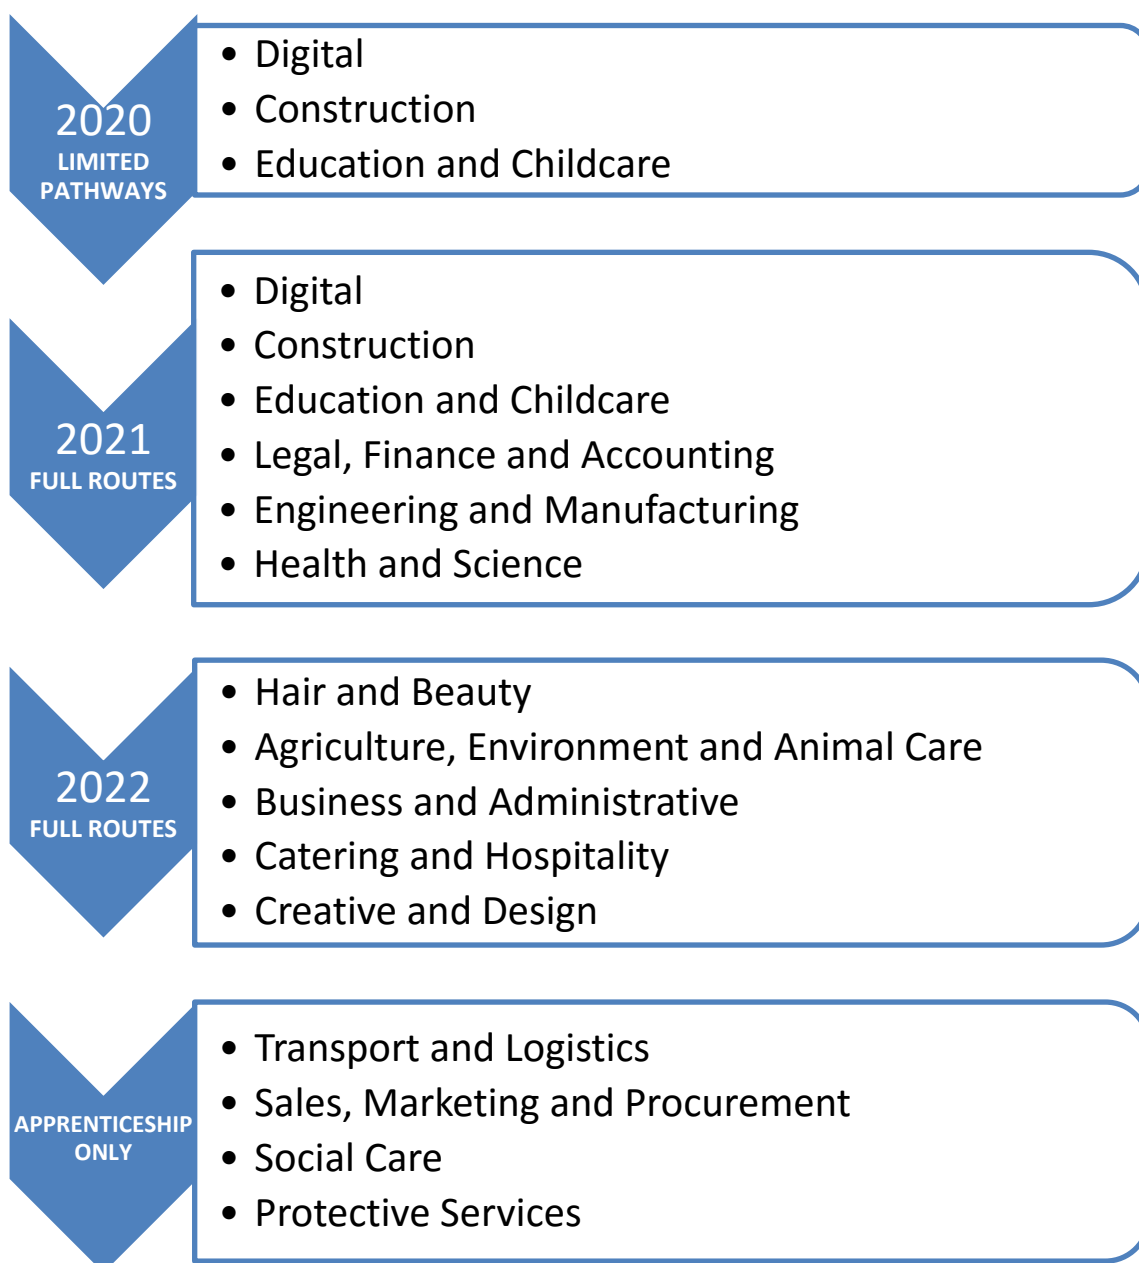 2020
LIMITED
PATHWAYS
• Digital
• Construction
• Education and Childcare
2021
FULL ROUTES
• Digital
• Construction
• Education and Childcare
• Legal, Finance and Accounting
• Engineering and Manufacturing
• Health and Science
2022
FULL ROUTES
• Hair and Beauty
• Agriculture, Environment and Animal Care
• Business and Administrative
• Catering and Hospitality
• Creative and Design
APPRENTICESHIP
ONLY
• Transport and Logistics
• Sales, Marketing and Procurement
• Social Care
• Protective Services